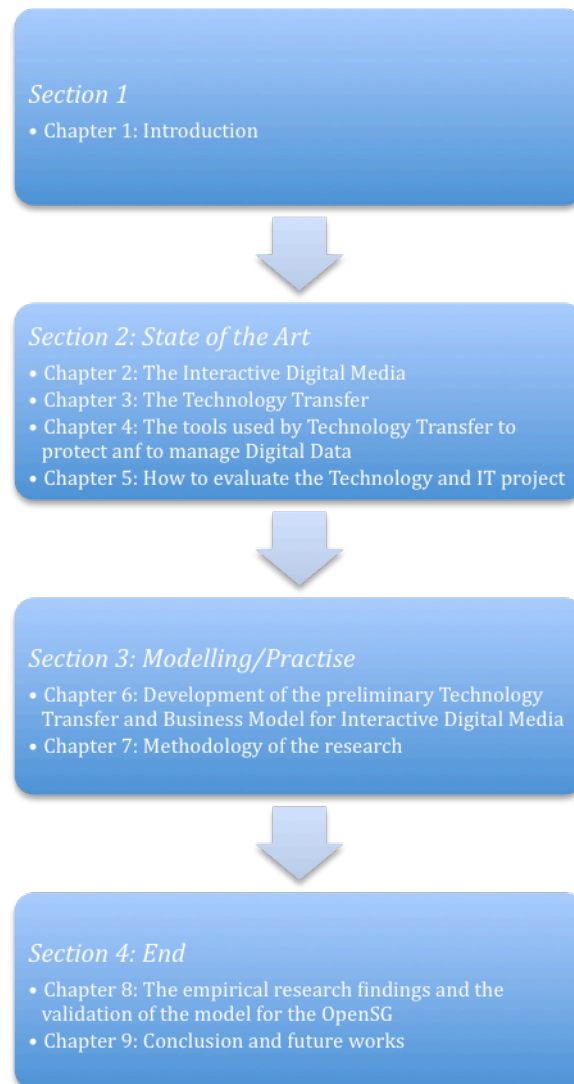 Section 1
• Chapter 1: Introduction
Section 2: State of the Art
• Chapter 2: The Interactive Digital Media
• Chapter 3: The Technology Transfer
• Chapter 4: The tools used by Technology Transfer to
protect anf to manage Digital Data
• Chapter 5: How to evaluate the Technology and IT project
Section 3: Modelling/Practise
• Chapter 6: Development of the preliminary Technology
Transfer and Business Model for Interactive Digital Media
• Chapter 7: Methodology of the research
Section 4: End
• Chapter 8: The empirical research findings and the
validation of the model for the OpenSG
• Chapter 9: Conclusion and future works